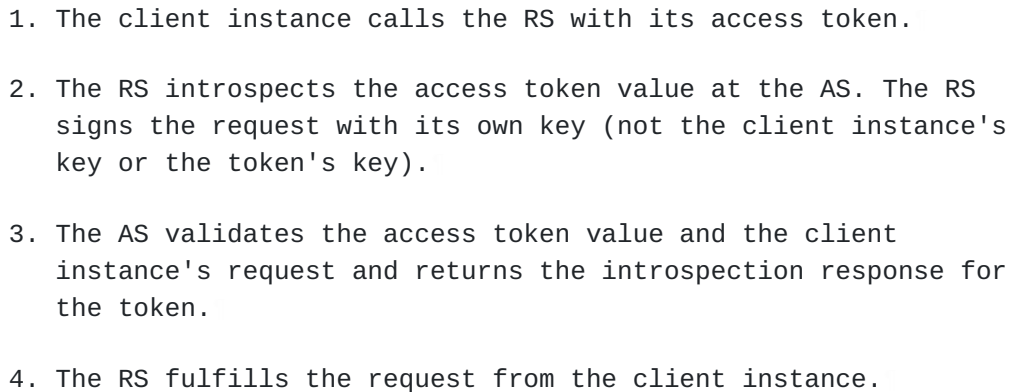 1. The client instance calls the RS with its access token.
2. The RS introspects the access token value at the AS. The RS
signs the request with its own key (not the client instance's
key or the token's key).
3. The AS validates the access token value and the client
instance's request and returns the introspection response for
the token.
4. The RS fulfills the request from the client instance.